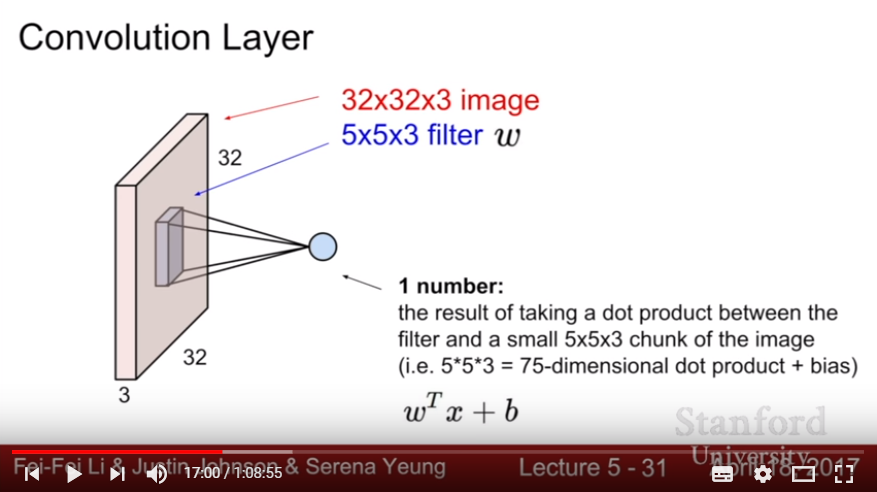 Convolution Layer
32x32x3 image
5x5x3 filter w
32
1 number:
the result of taking a dot product between the
filter and a small 5x5x3 chunk of the image
(i.e. 5*5*3 = 75-dimensional dot product + bias)
32
3
w^T x + b
Stanford
University
Fei-Fei Li & Justin Johnson & Serena Yeung
Lecture 5 - 31
April 18, 2017
17:00 / 1:08:55